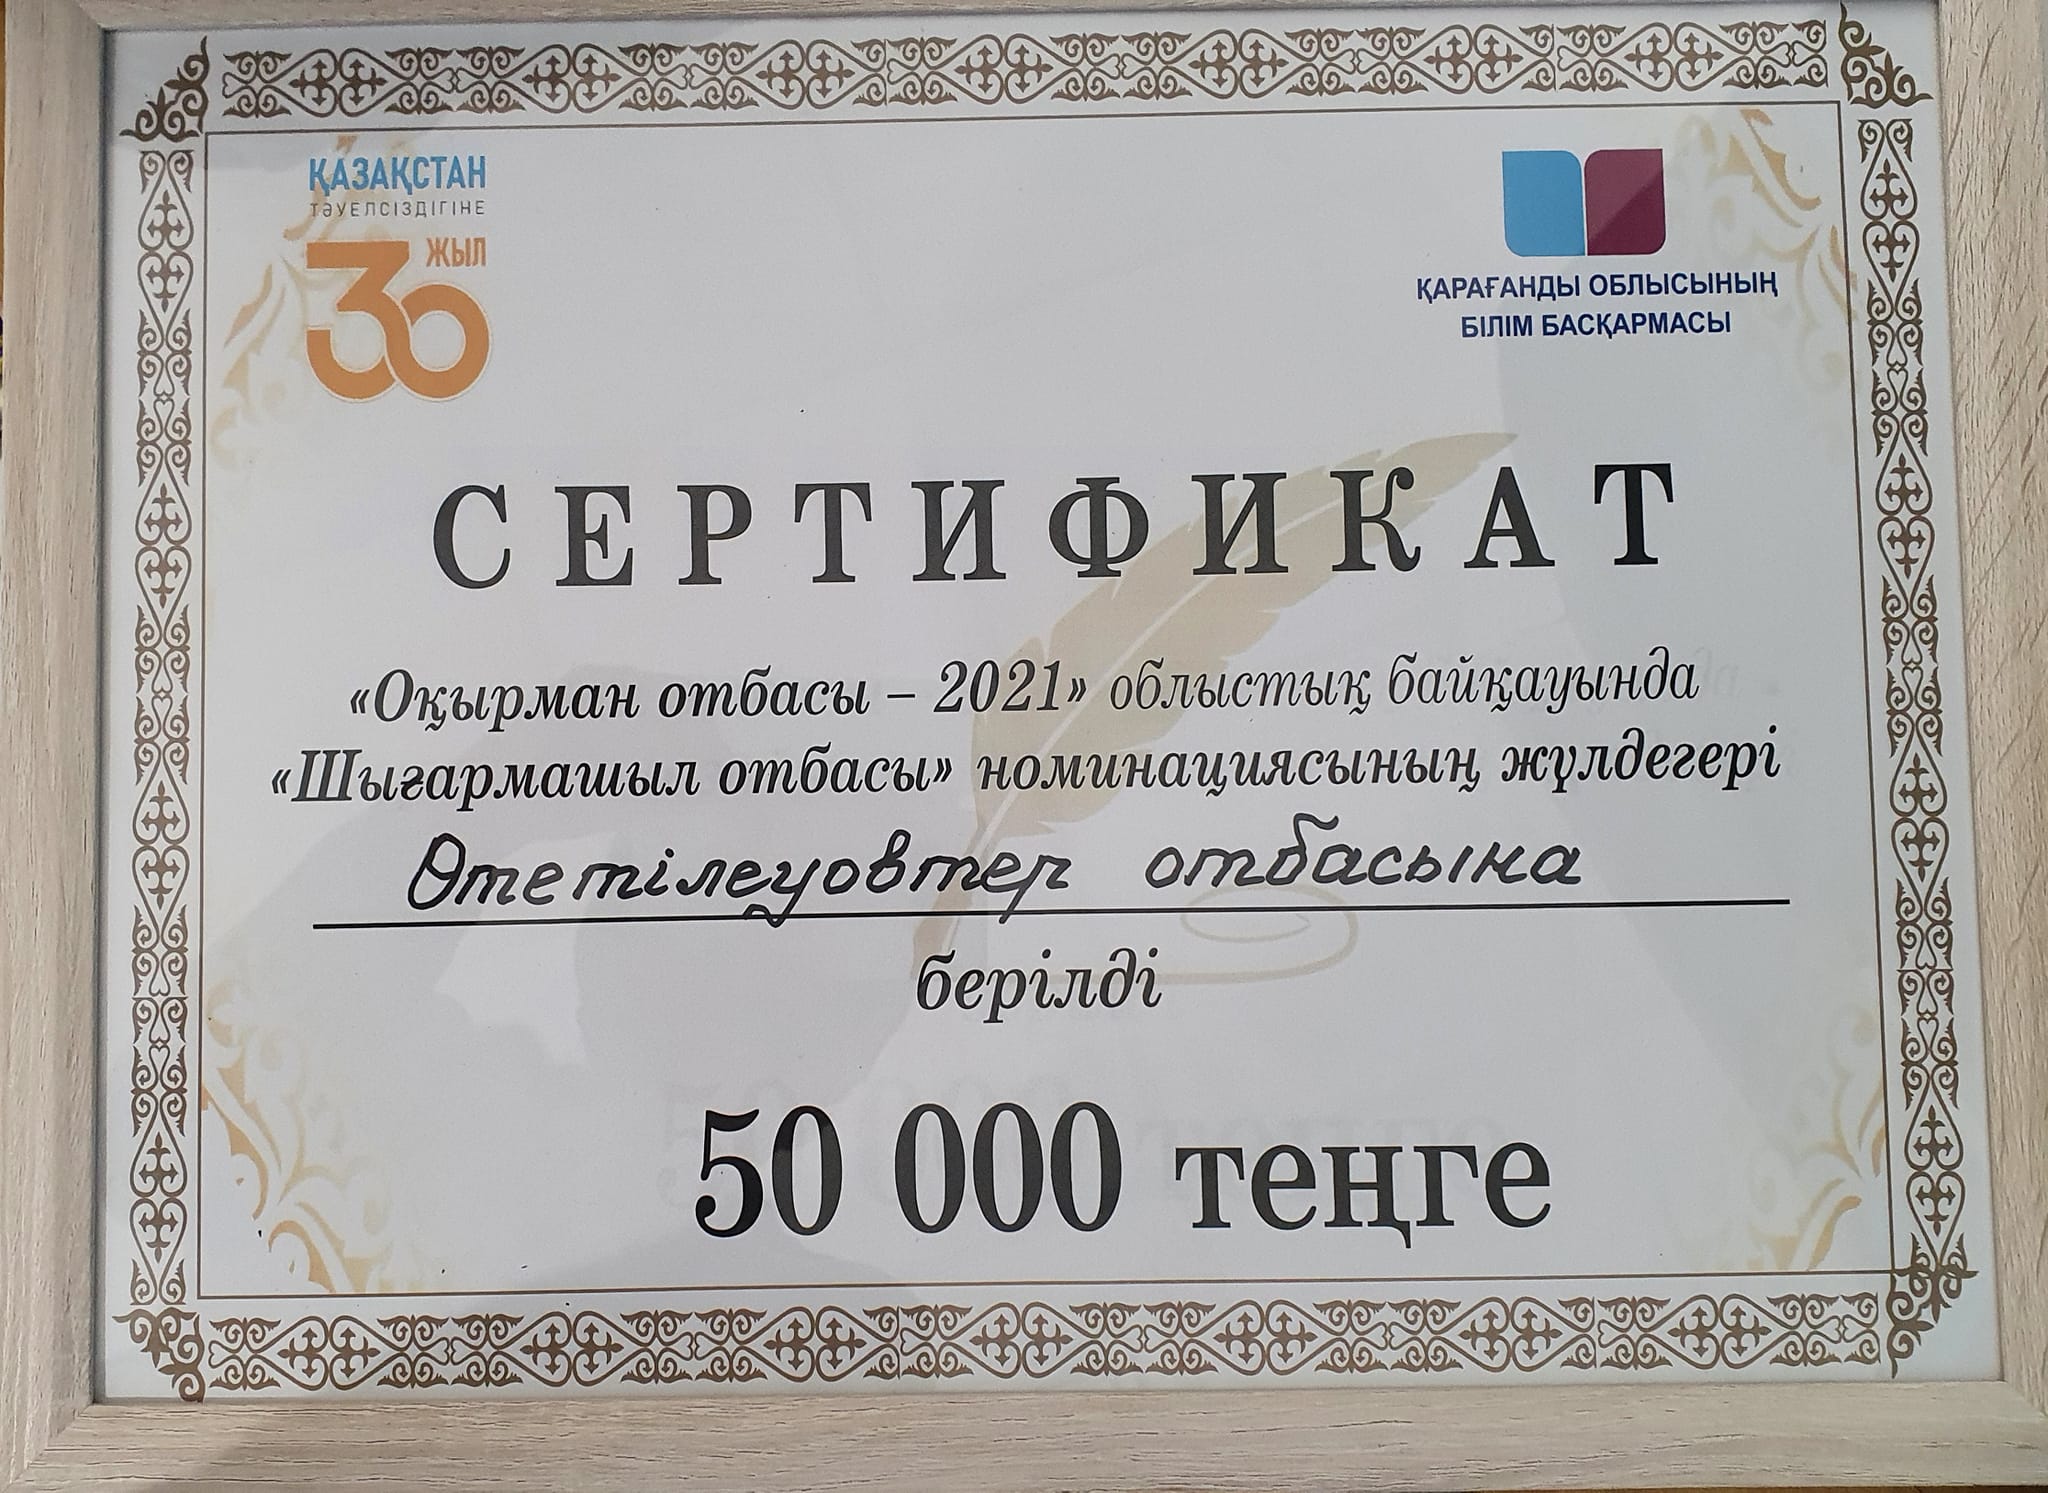 ҚАЗАҚСТАН
ТӘУЕЛСІЗДІГІНЕ
30 ЖЫЛ
ҚАРАҒАНДЫ ОБЛЫСЫНЫҢ
БІЛІМ БАСҚАРМАСЫ
СЕРТИФИКАТ
«Оқырман отбасы – 2021» облыстық байқауында
«Шығармашыл отбасы» номинациясының жүлдегері
Өтетілеуовтер отбасына
берілді
50 000 теңге